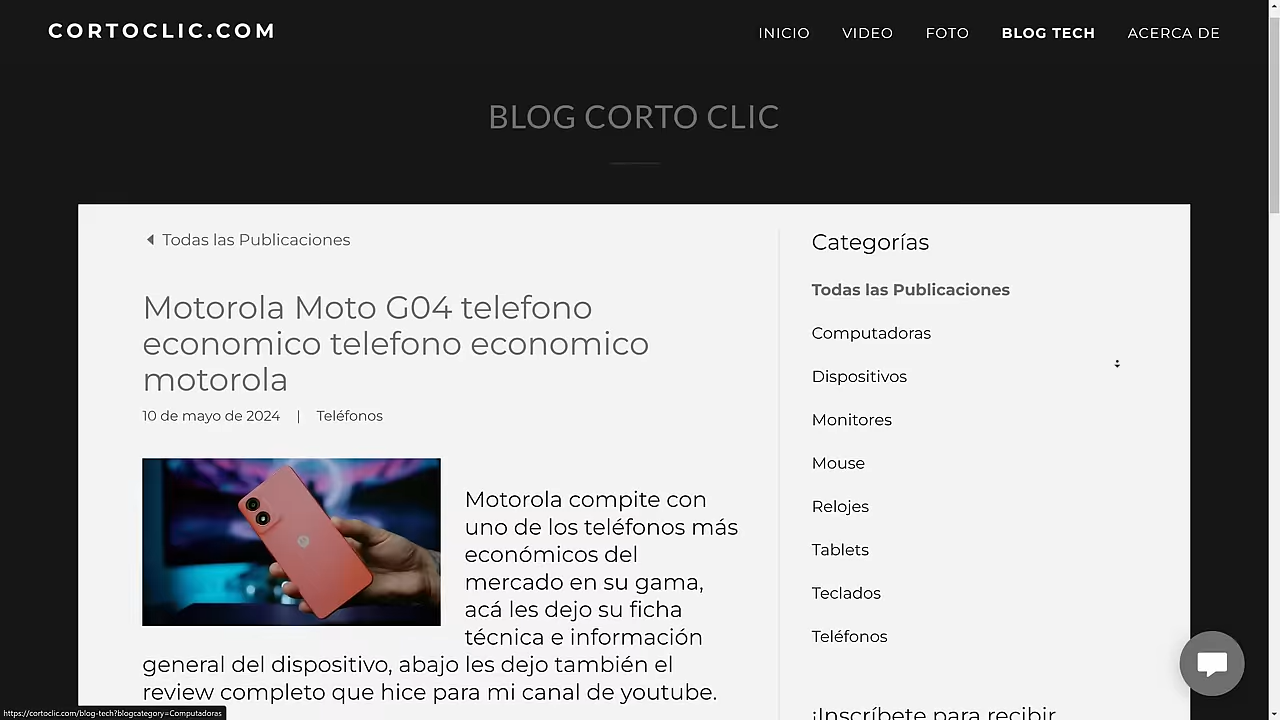 CORTOCLIC.COM
INICIO
VIDEO
FOTO
BLOG TECH
ACERCA DE
BLOG CORTO CLIC
Todas las Publicaciones
Motorola Moto G04 telefono
economico telefono economico
motorola
10 de mayo de 2024 | Teléfonos
Motorola compite con
uno de los teléfonos más
económicos del
mercado en su gama,
acá les dejo su ficha
técnica e información
general del dispositivo, abajo les dejo también el
review completo que hice para mi canal de youtube.
Categorías
Todas las Publicaciones
Computadoras
Dispositivos
Monitores
Mouse
Relojes
Tablets
Teclados
Teléfonos
¡Inscríbete para recibir
https://cortoclic.com/blog-tech?blogcategory=Computadoras